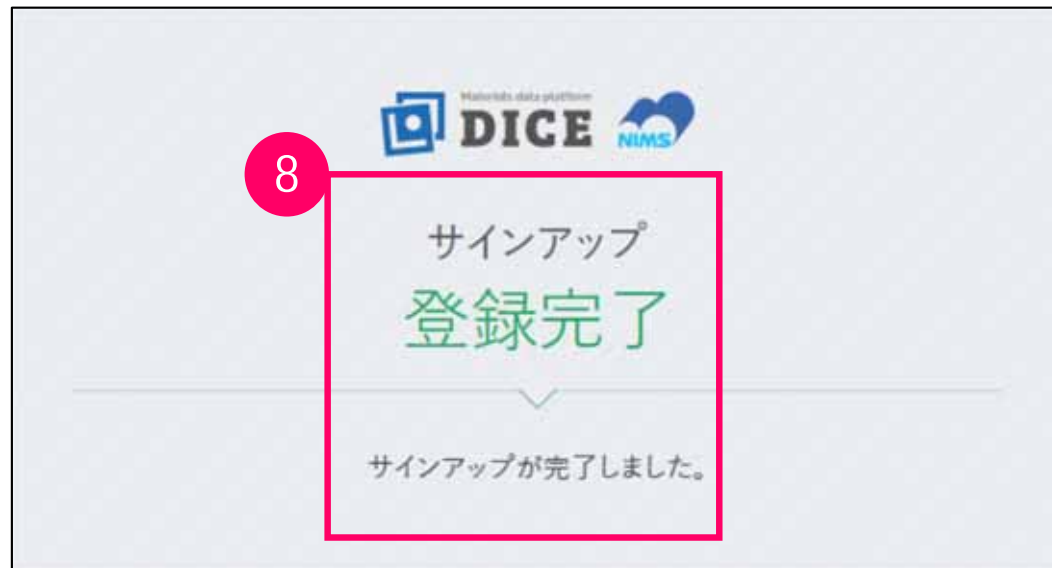 Materials data platform
DICE
NIMS
8
サインアップ
登録完了
サインアップが完了しました。